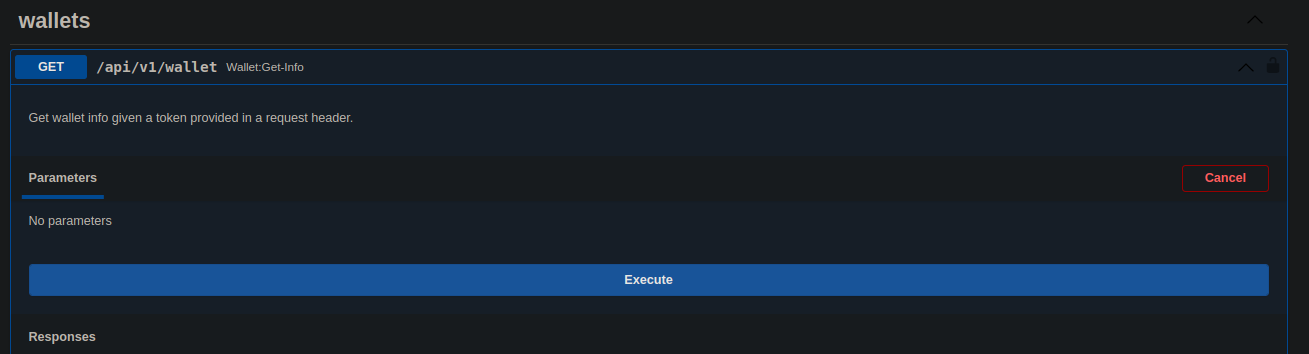 wallets
GET /api/v1/wallet Wallet:Get-Info
Get wallet info given a token provided in a request header.
Parameters Cancel
No parameters
Execute
Responses